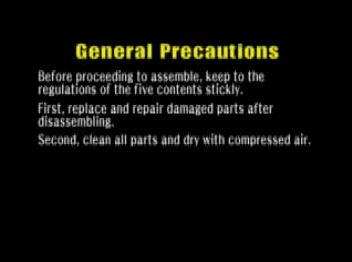 General Precautions
Before proceeding to assemble, keep to the
regulations of the five contents stickly.
First, replace and repair damaged parts after
disassembling.
Second, clean all parts and dry with compressed air.